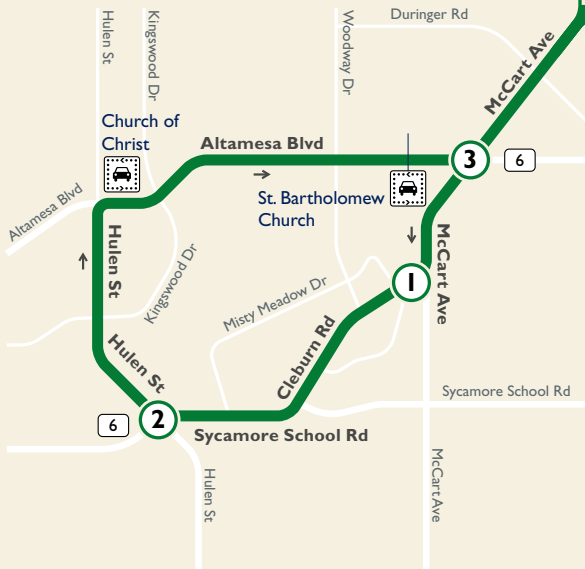 Hulen St
Kingswood Dr
Woodway Dr
Duringer Rd
McCart Ave
Church of
Christ
Altamesa Blvd
3
6
St. Bartholomew
Church
Altamesa Blvd
Hulen St
Kingswood Dr
McCart Ave
1
Misty Meadow Dr
Cleburn Rd
Hulen St
Sycamore School Rd
6
2
Sycamore School Rd
Hulen St
McCart Ave